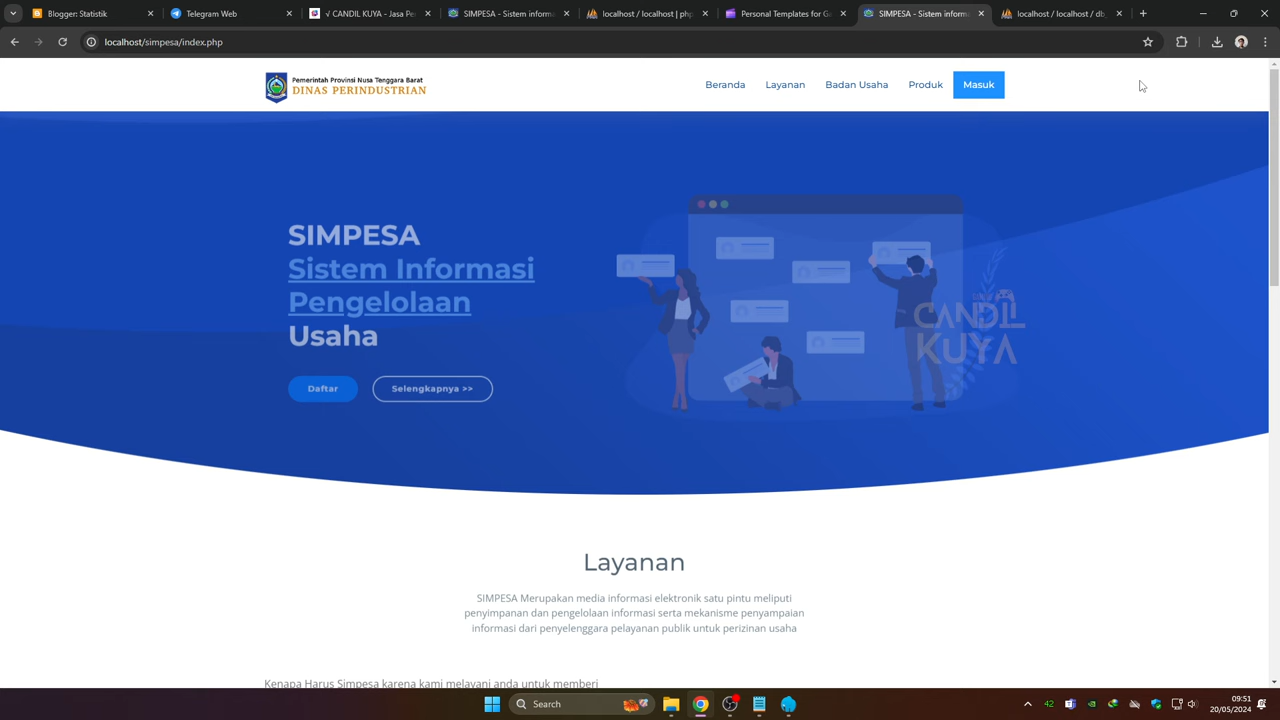 Blogger: Statistik
Telegram Web
√ CANDIL KUYA - Jasa Pe
SIMPESA - Sistem informa
localhost / localhost | php
Personal Templates for Go
SIMPESA - Sistem informa
localhost / localhost / db_
localhost/simpesa/index.php
Pemerintah Provinsi Nusa Tenggara Barat
DINAS PERINDUSTRIAN
Beranda
Layanan
Badan Usaha
Produk
Masuk
SIMPESA
Sistem Informasi
Pengelolaan
Usaha
Daftar
Selengkapnya >>
CANDIL
KUYA
Layanan
SIMPESA Merupakan media informasi elektronik satu pintu meliputi
penyimpanan dan pengelolaan informasi serta mekanisme penyampaian
informasi dari penyelenggara pelayanan publik untuk perizinan usaha
Kenapa Harus Simpesa karena kami melayani anda untuk memberi
Search
42
09:51
20/05/2024